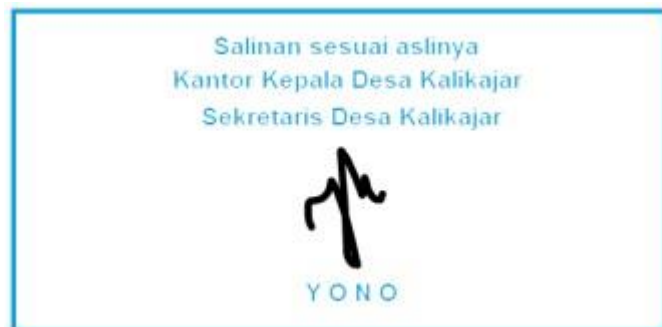 Salinan sesuai aslinya
Kantor Kepala Desa Kalikajar
Sekretaris Desa Kalikajar
YONO